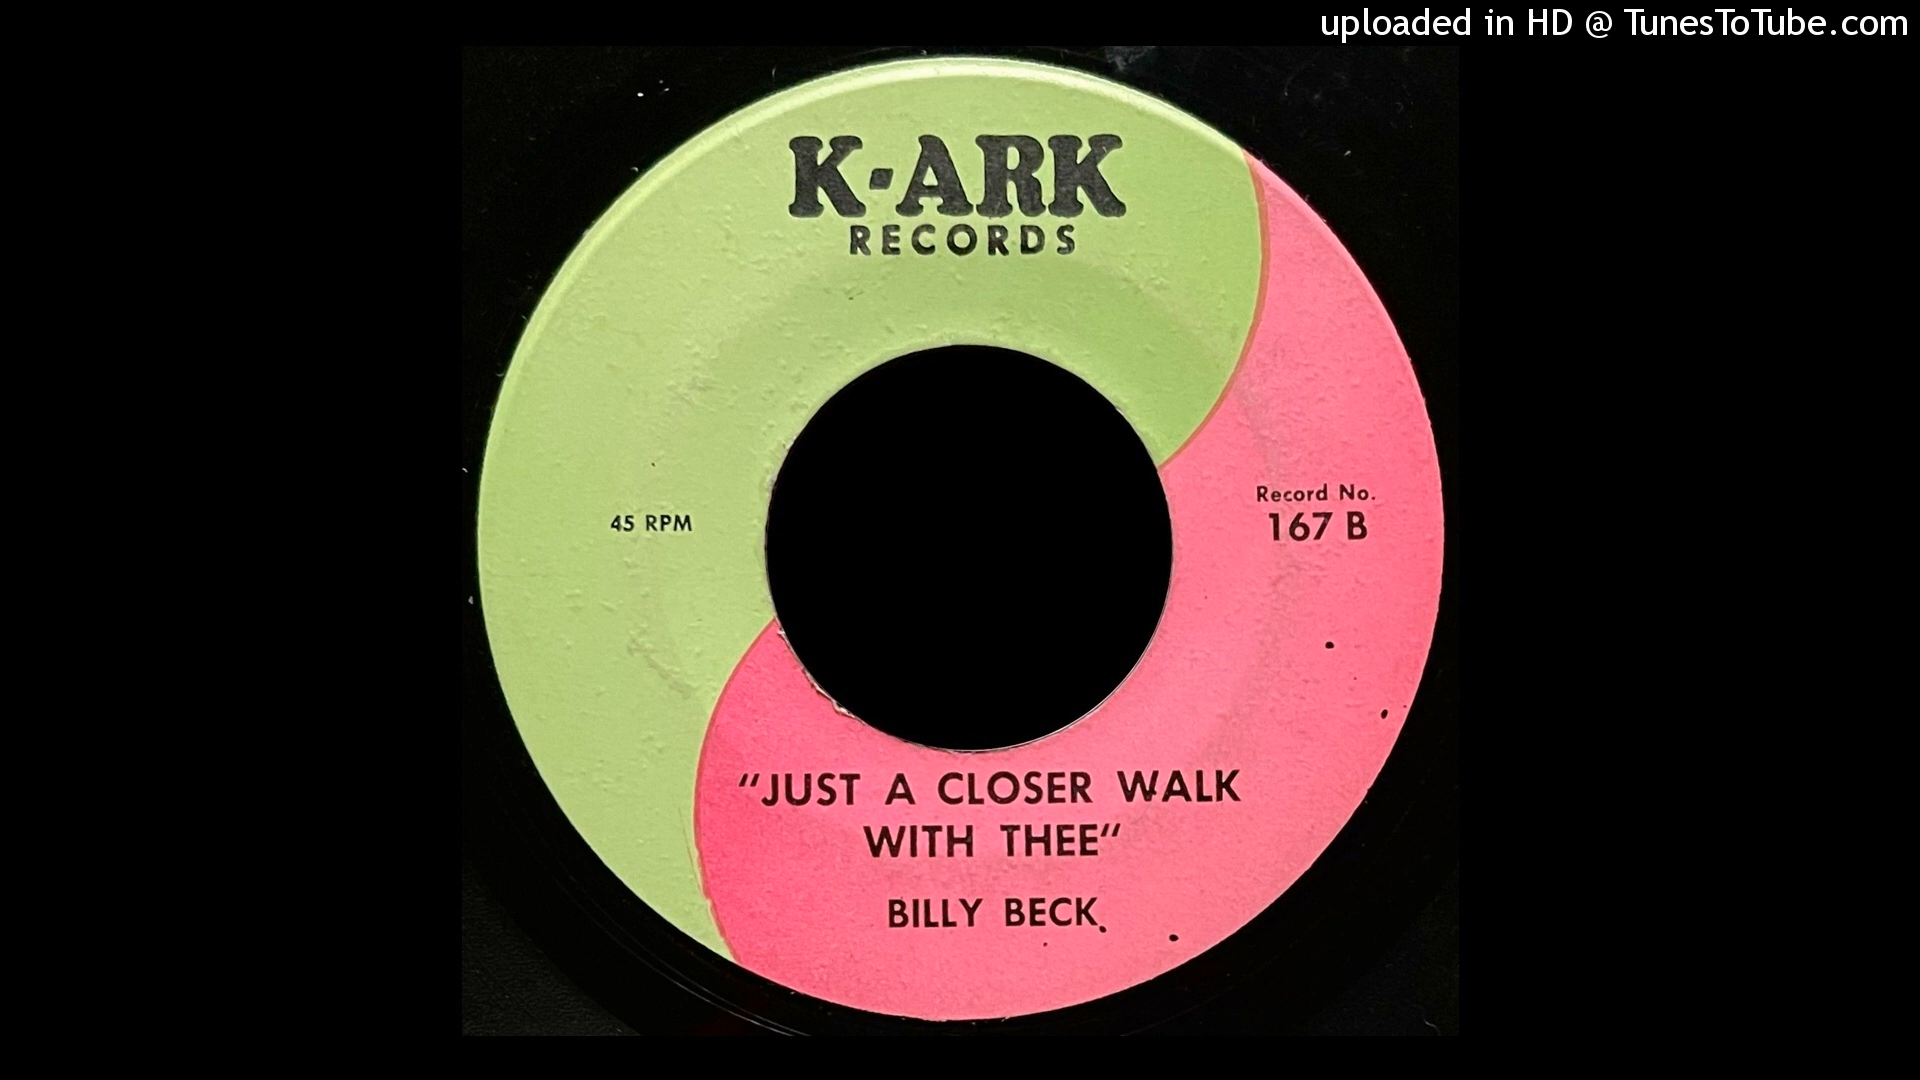 uploaded in HD @ TunesToTube.com
K-ARK
RECORDS
45 RPM
Record No.
167 B
"JUST A CLOSER WALK
WITH THEE"
BILLY BECK